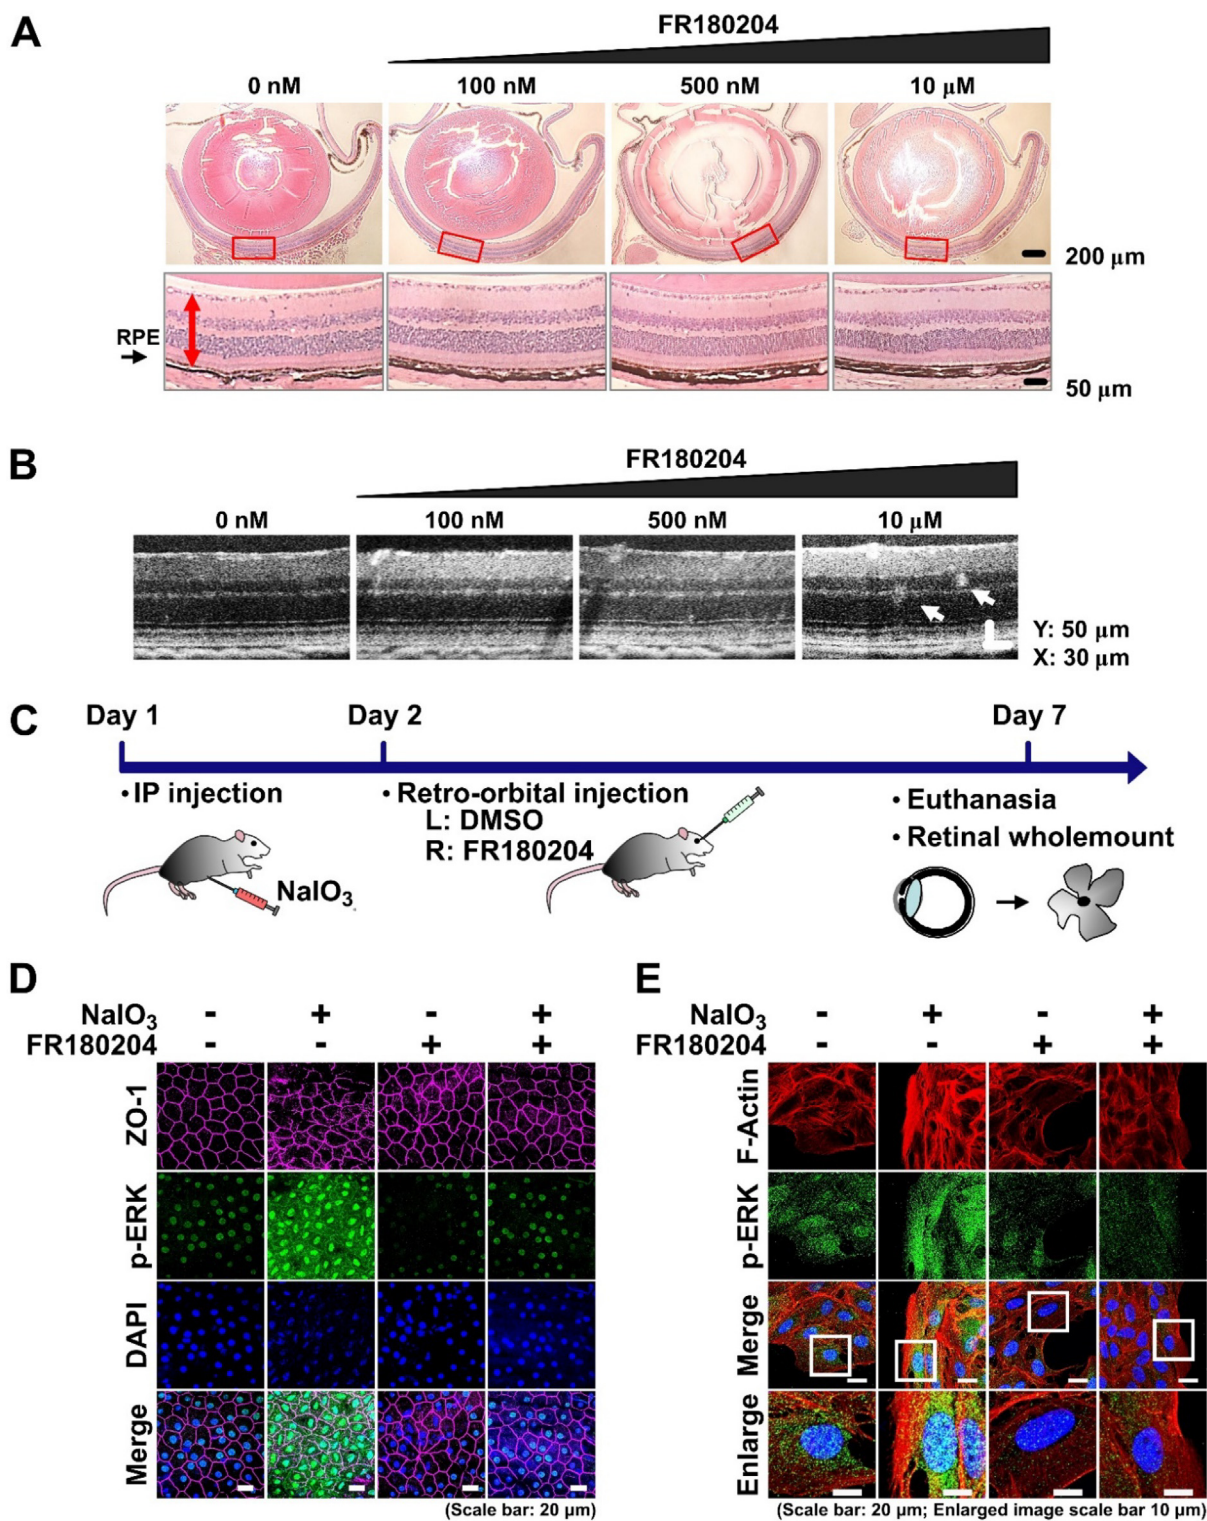 A
FR180204
0 nM 100 nM 500 nM 10 µM
200 µm
RPE
50 µm
B
FR180204
0 nM 100 nM 500 nM 10 µM
Y: 50 µm
X: 30 µm
C
Day 1 Day 2 Day 7
• IP injection
NaIO3
• Retro-orbital injection
L: DMSO
R: FR180204
• Euthanasia
• Retinal wholemount
D
NaIO3 - + - +
FR180204 - - + +
ZO-1
p-ERK
DAPI
Merge
(Scale bar: 20 µm)
E
NaIO3 - + - +
FR180204 - - + +
F-Actin
p-ERK
Merge
Enlarge
(Scale bar: 20 µm; Enlarged image scale bar 10 µm)